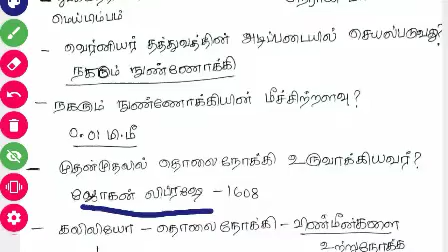 மெய்பிம்பம்
- வெர்னியர் தத்துவத்தின் அடிப்படையில் செயல்படுவது?
நகரும் நுண்ணோக்கி
- நகரும் நுண்ணோக்கியின் மீச்சிற்றளவு?
0.01 மி.மீ
- முதன்முதலில் தொலைநோக்கி உருவாக்கியவர்?
ஜோகன் லிப்ரஷே - 1608
- கலிலியோ - தொலைநோக்கி - விண்மீன்களை
உற்றுநோக்க